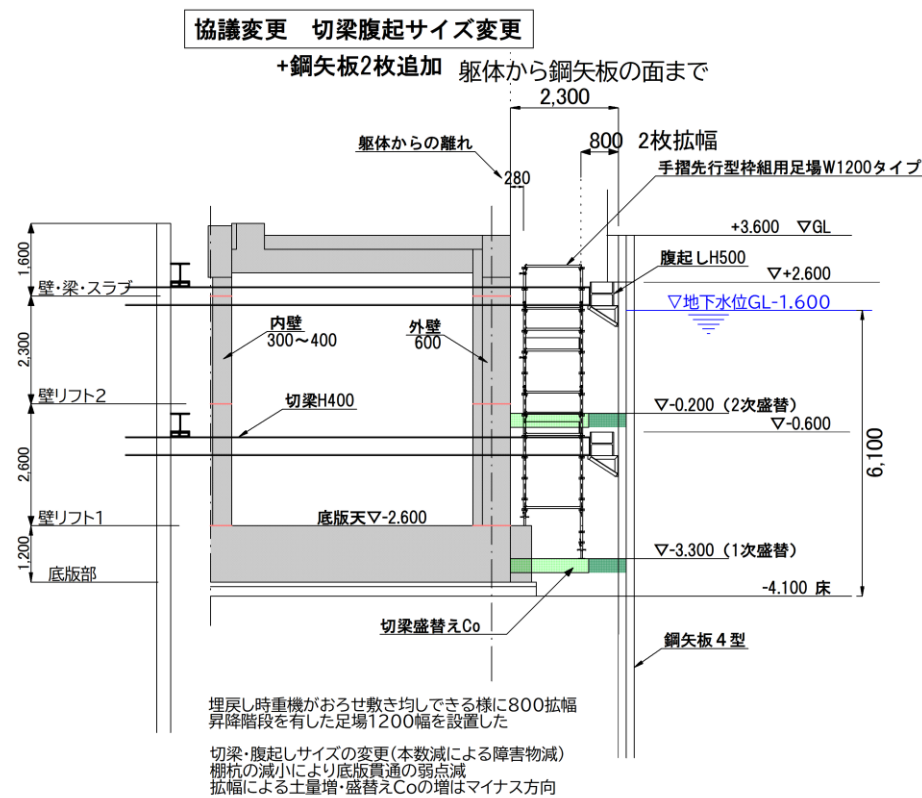 協議変更 切梁腹起サイズ変更
+鋼矢板2枚追加
躯体から鋼矢板の面まで
2,300
800 2枚拡幅
躯体からの離れ
280
手摺先行型枠組用足場W1200タイプ
+3.600 ▽GL
腹起しH500
▽+2.600
▽地下水位GL-1.600
1,600
壁・梁・スラブ
内壁
300～400
外壁
600
2,300
壁リフト2
切梁H400
▽-0.200 (2次盛替)
▽-0.600
6,100
2,600
壁リフト1
底版天▽-2.600
▽-3.300 (1次盛替)
1,200
底版部
-4.100 床
切梁盛替えCo
鋼矢板4型
埋戻し時重機がおろせ敷き均しできる様に800拡幅
昇降階段を有した足場1200幅を設置した
切梁・腹起しサイズの変更(本数減による障害物減)
棚杭の減小により底版貫通の弱点減
拡幅による土量増・盛替えCoの増はマイナス方向